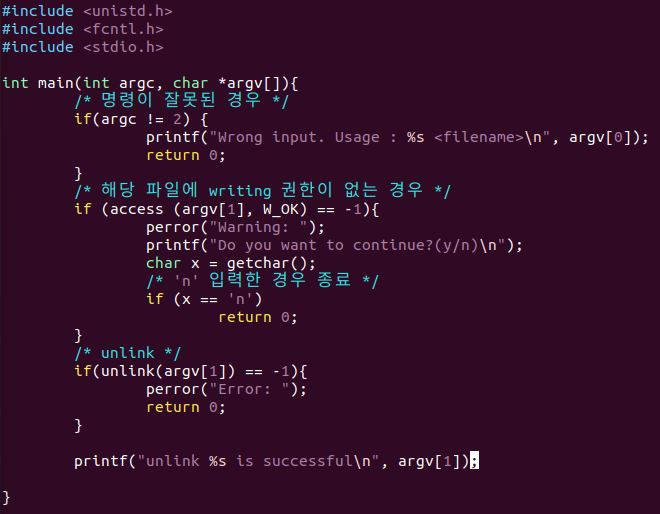 #include <unistd.h>
#include <fcntl.h>
#include <stdio.h>

int main(int argc, char *argv[]){
        /* 명령이 잘못된 경우 */
        if(argc != 2) {
                printf("Wrong input. Usage : %s <filename>\n", argv[0]);
                return 0;
        }
        /* 해당 파일에 writing 권한이 없는 경우 */
        if (access (argv[1], W_OK) == -1){
                perror("Warning: ");
                printf("Do you want to continue?(y/n)\n");
                char x = getchar();
                /* 'n' 입력한 경우 종료 */
                if (x == 'n')
                        return 0;
        }
        /* unlink */
        if(unlink(argv[1]) == -1){
                perror("Error: ");
                return 0;
        }

        printf("unlink %s is successful\n", argv[1]);

}